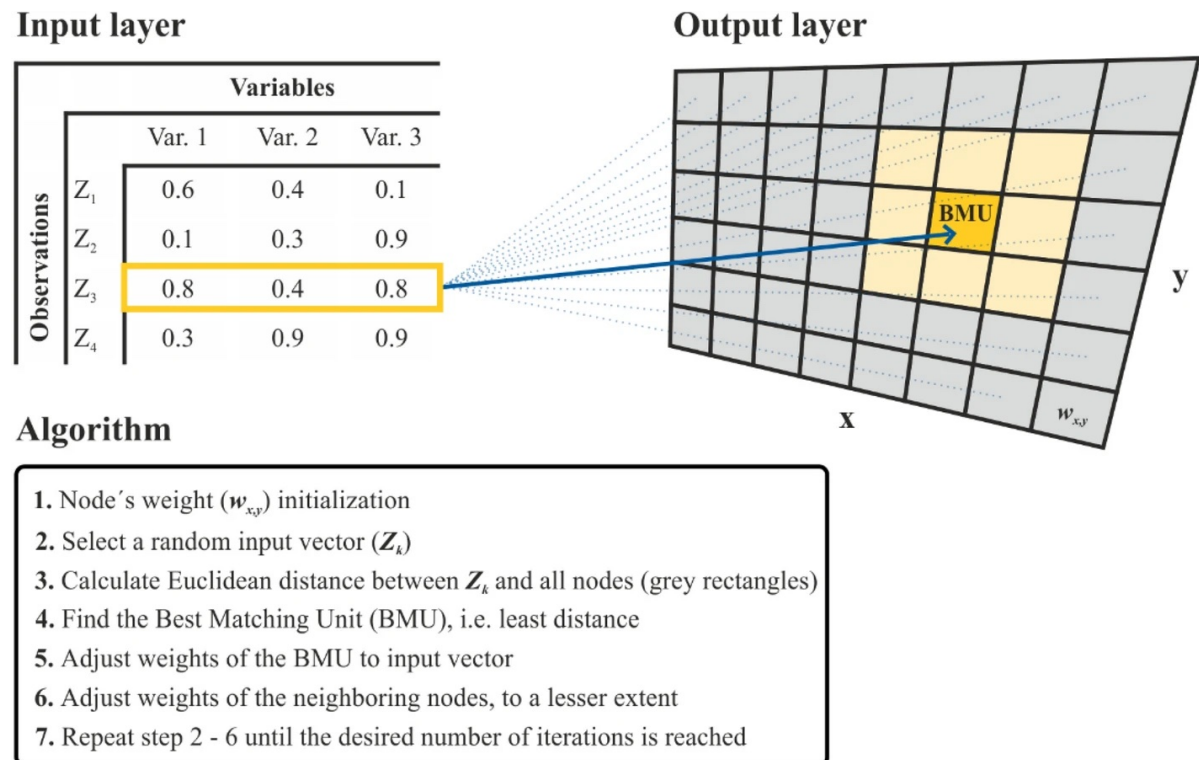 Input layer
Output layer
Variables
Var. 1 Var. 2 Var. 3
Observations
Z₁ 0.6 0.4 0.1
Z₂ 0.1 0.3 0.9
Z₃ 0.8 0.4 0.8
Z₄ 0.3 0.9 0.9
BMU
y
x
w_{x,y}
Algorithm
1. Node´s weight (w_{x,y}) initialization
2. Select a random input vector (Z_k)
3. Calculate Euclidean distance between Z_k and all nodes (grey rectangles)
4. Find the Best Matching Unit (BMU), i.e. least distance
5. Adjust weights of the BMU to input vector
6. Adjust weights of the neighboring nodes, to a lesser extent
7. Repeat step 2 - 6 until the desired number of iterations is reached